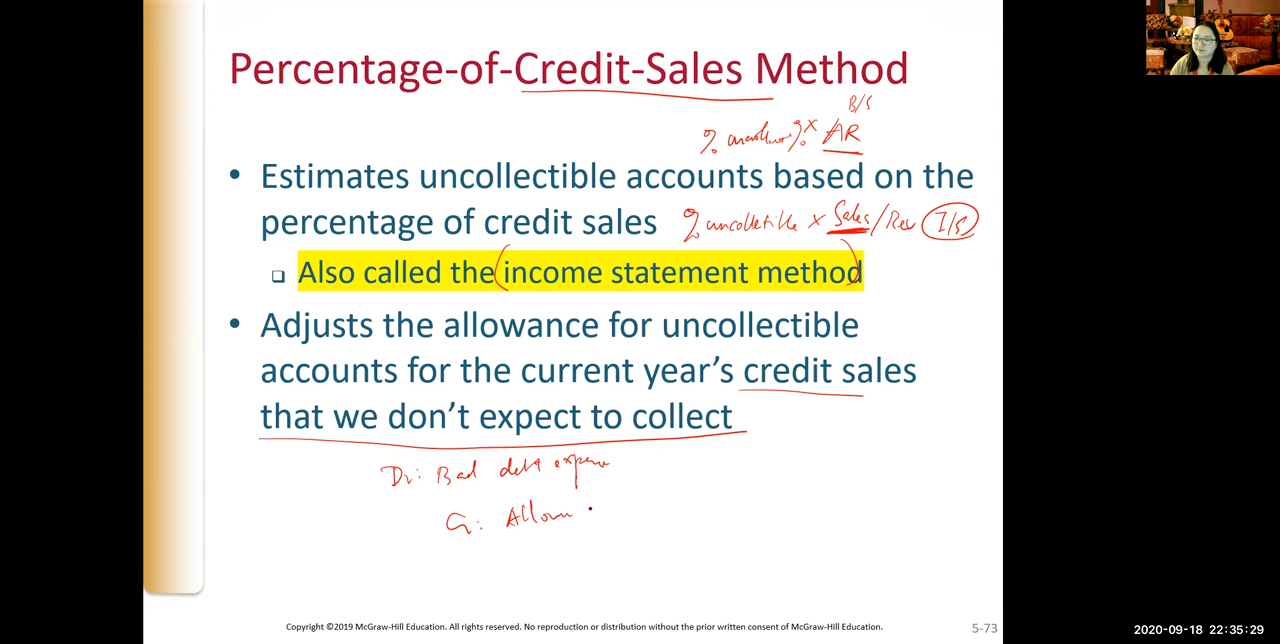 Percentage-of-Credit-Sales Method
B/S
% uncollect % x AR
• Estimates uncollectible accounts based on the
percentage of credit sales % uncolletible x Sales/Rev I/S
❑ Also called the (income statement method)
• Adjusts the allowance for uncollectible
accounts for the current year's credit sales
that we don't expect to collect
Dr: Bad debt expense
Cr: Allow
Copyright ©2019 McGraw-Hill Education. All rights reserved. No reproduction or distribution without the prior written consent of McGraw-Hill Education.
5-73
2020-09-18 22:35:29